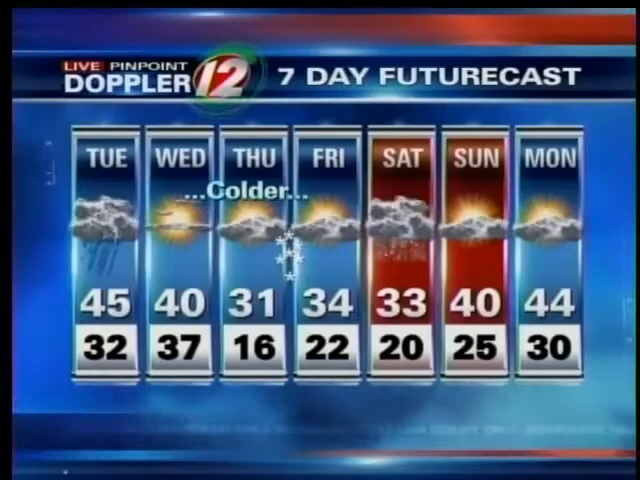 LIVE PINPOINT
DOPPLER 12
7 DAY FUTURECAST
TUE WED THU FRI SAT SUN MON
...Colder...
45 40 31 34 33 40 44
32 37 16 22 20 25 30